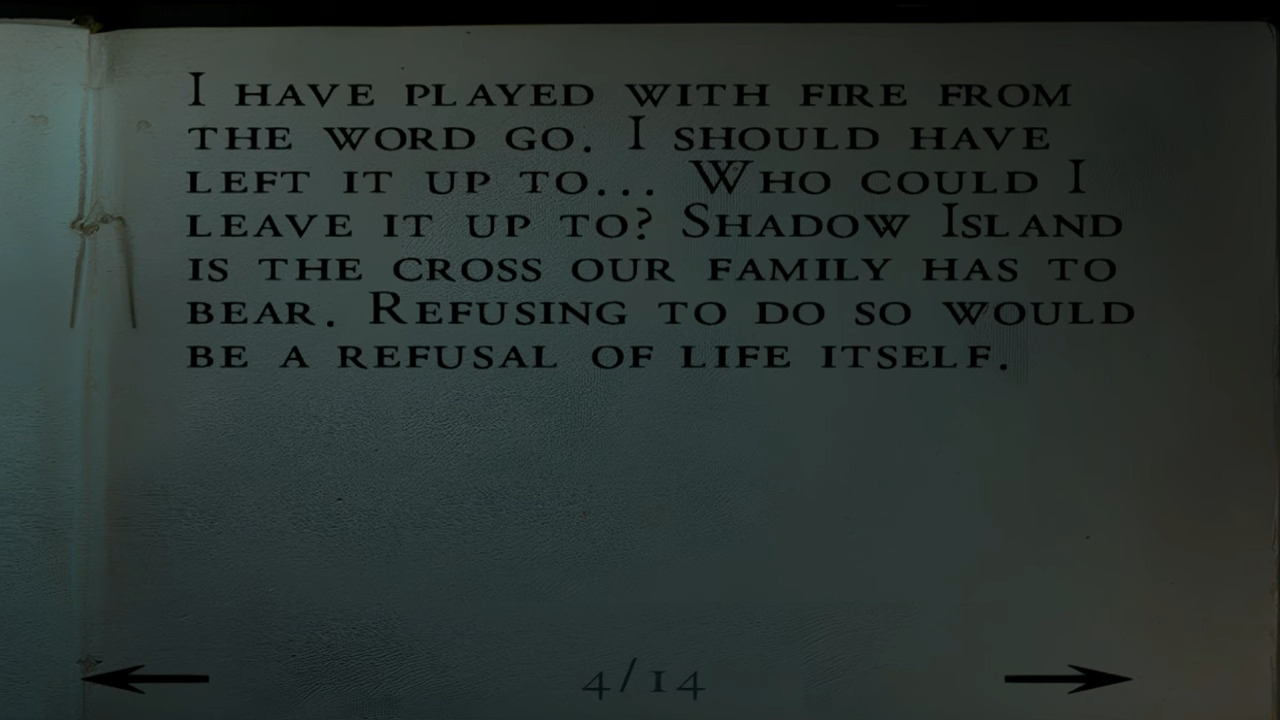 I have played with fire from
the word go. I should have
left it up to... Who could I
leave it up to? Shadow Island
is the cross our family has to
bear. Refusing to do so would
be a refusal of life itself.
4/14